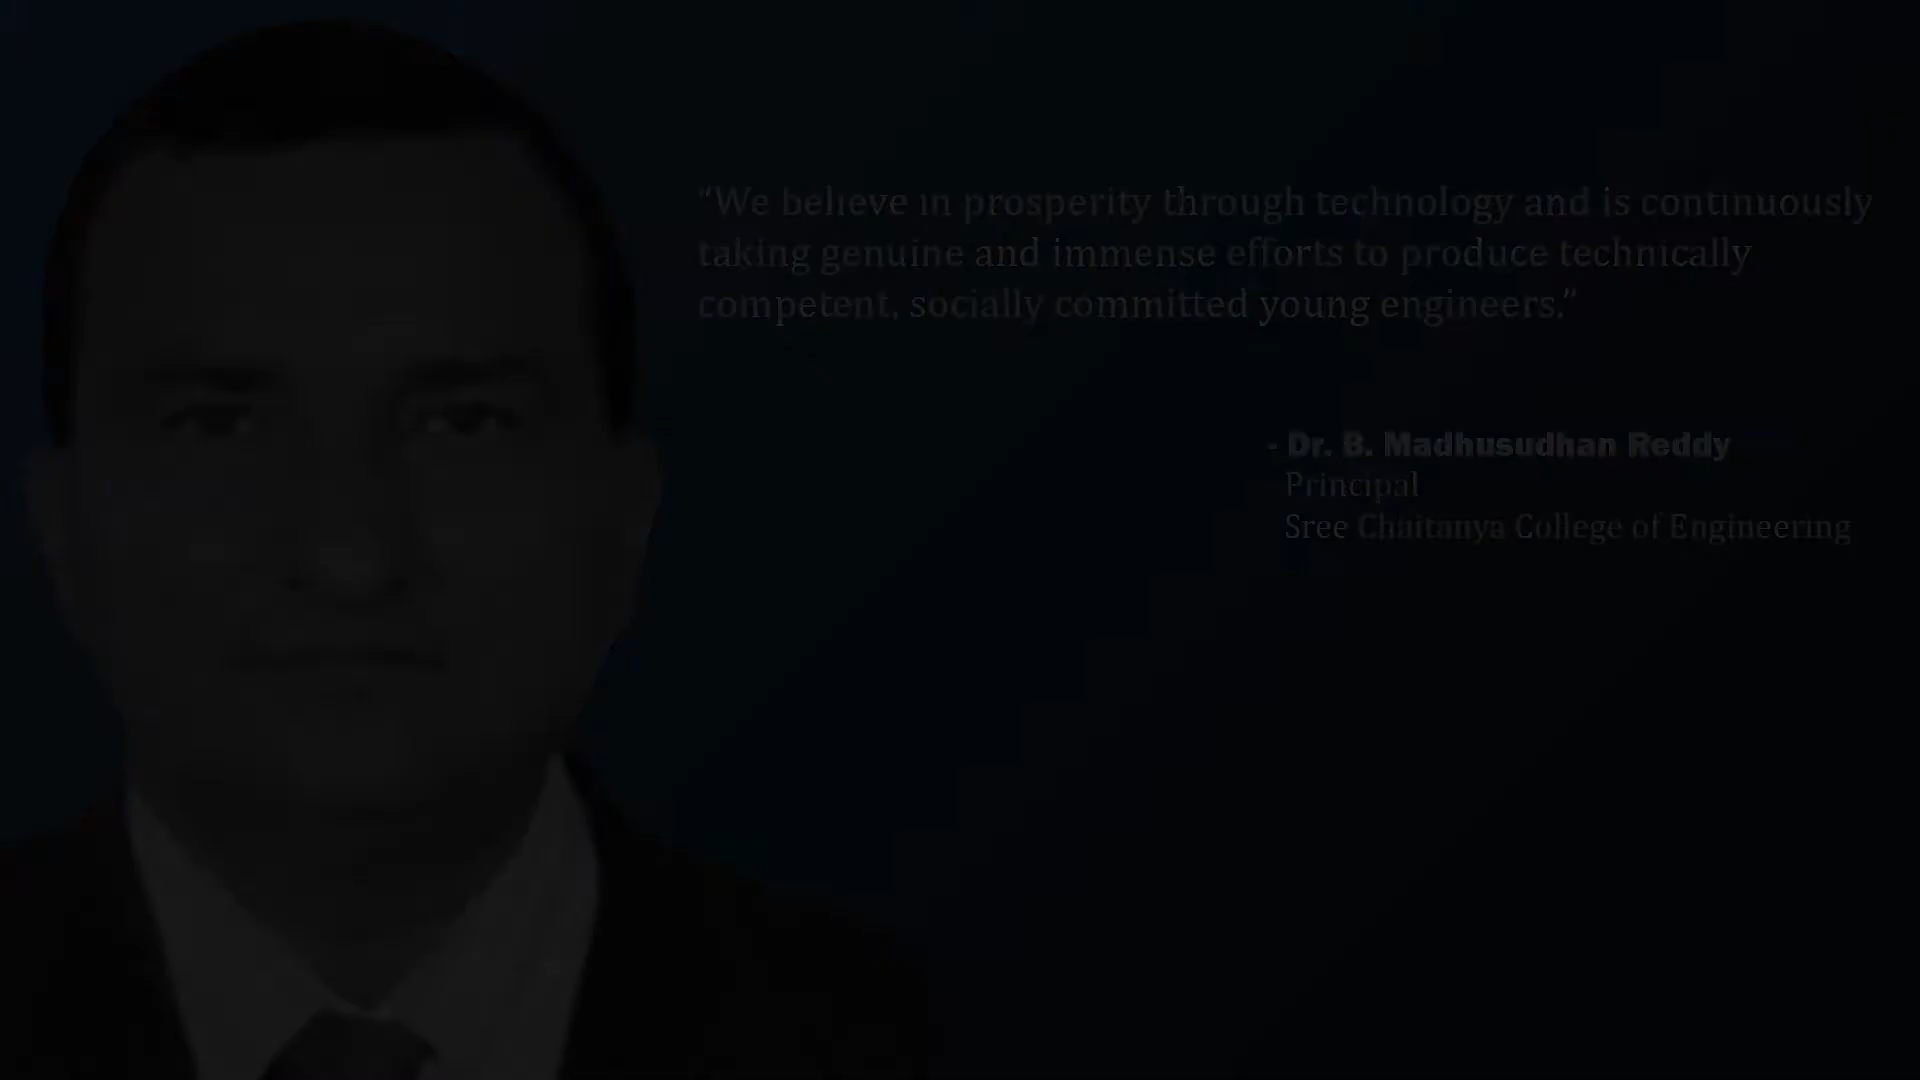 “We believe in prosperity through technology and is continuously
taking genuine and immense efforts to produce technically
competent, socially committed young engineers.”
- Dr. B. Madhusudhan Reddy
Principal
Sree Chaitanya College of Engineering